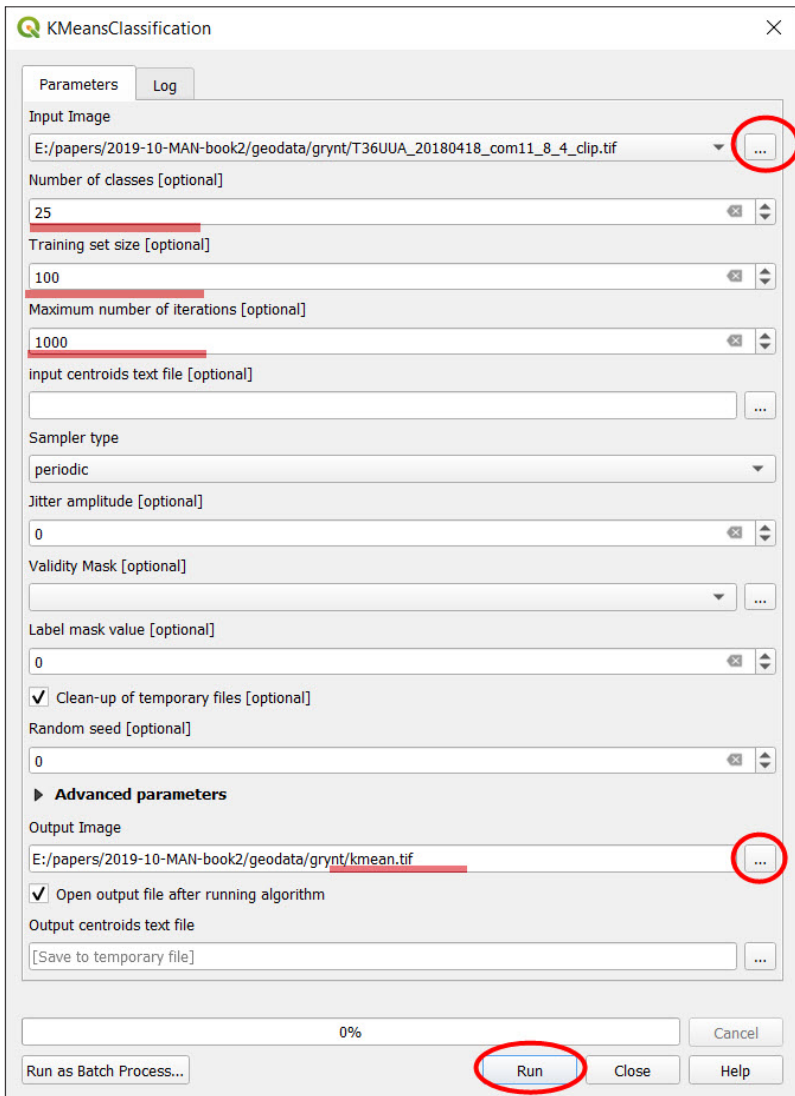 KMeansClassification
Parameters Log
Input Image
E:/papers/2019-10-MAN-book2/geodata/grynt/T36UUA_20180418_com11_8_4_clip.tif ...
Number of classes [optional]
25
Training set size [optional]
100
Maximum number of iterations [optional]
1000
input centroids text file [optional]
...
Sampler type
periodic
Jitter amplitude [optional]
0
Validity Mask [optional]
...
Label mask value [optional]
0
Clean-up of temporary files [optional]
Random seed [optional]
0
Advanced parameters
Output Image
E:/papers/2019-10-MAN-book2/geodata/grynt/kmean.tif ...
Open output file after running algorithm
Output centroids text file
[Save to temporary file] ...
0% Cancel
Run as Batch Process... Run Close Help